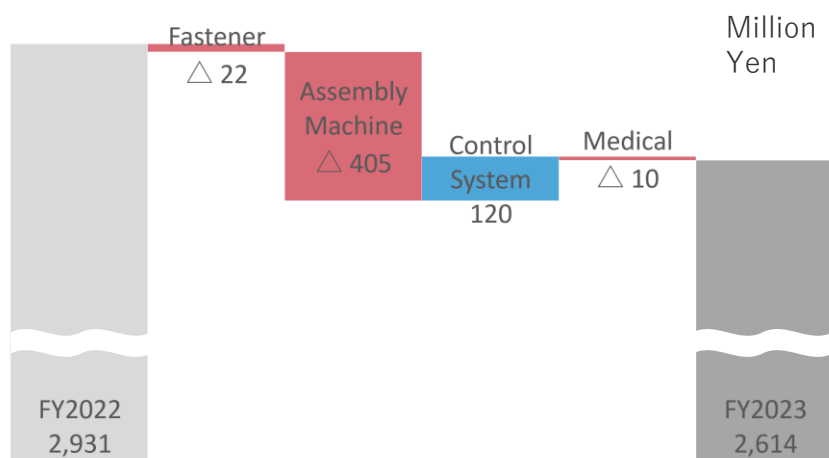 Million
Yen
Fastener
△ 22
Assembly
Machine
△ 405
Control
System
120
Medical
△ 10
FY2022
2,931
FY2023
2,614